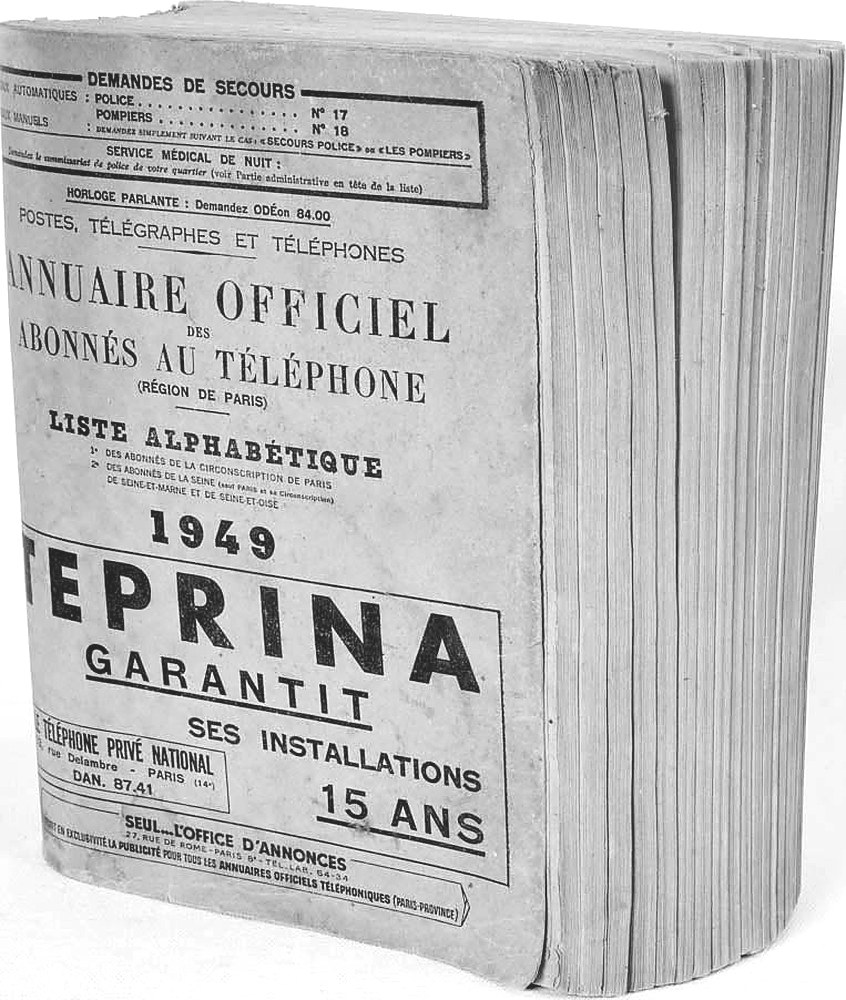 DEMANDES DE SECOURS
AUTOMATIQUES : POLICE . . . . . . . . . . . . . . . . N° 17
MANUELS POMPIERS . . . . . . . . . . . . . . N° 18
: DEMANDEZ SIMPLEMENT SUIVANT LE CAS : «SECOURS POLICE» OU «LES POMPIERS»
SERVICE MÉDICAL DE NUIT :
Demandez le commissariat de police de votre quartier (voir Partie administrative en tête de la liste)
HORLOGE PARLANTE : Demandez ODÉon 84.00
POSTES, TÉLÉGRAPHES ET TÉLÉPHONES
ANNUAIRE OFFICIEL
DES
ABONNÉS AU TÉLÉPHONE
(RÉGION DE PARIS)
LISTE ALPHABÉTIQUE
1° DES ABONNÉS DE LA CIRCONSCRIPTION DE PARIS
2° DES ABONNÉS DE LA SEINE (sauf PARIS et sa Circonscription)
DE SEINE-ET-MARNE ET DE SEINE-ET-OISE
1949
TEPRINA
GARANTIT
SES INSTALLATIONS
15 ANS
LE TÉLÉPHONE PRIVÉ NATIONAL
rue Delambre - PARIS (14e)
DAN. 87.41
SEUL...L'OFFICE D'ANNONCES
27, RUE DE ROME - PARIS 8e - TÉL. LAB. 54-34
EN EXCLUSIVITÉ LA PUBLICITÉ POUR TOUS LES ANNUAIRES OFFICIELS TÉLÉPHONIQUES (PARIS-PROVINCE)